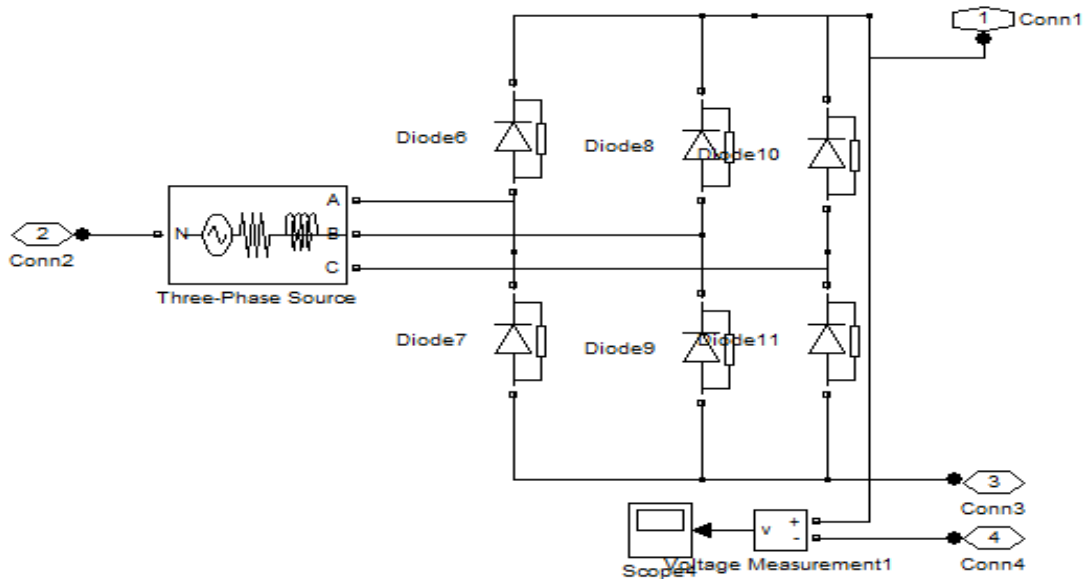 1
Conn1
Diode6
Diode8
Diode10
A
2
N
B
Conn2
C
Three-Phase Source
Diode7
Diode9
Diode11
3
Conn3
v
+
-
4
Scope4
Voltage Measurement1
Conn4